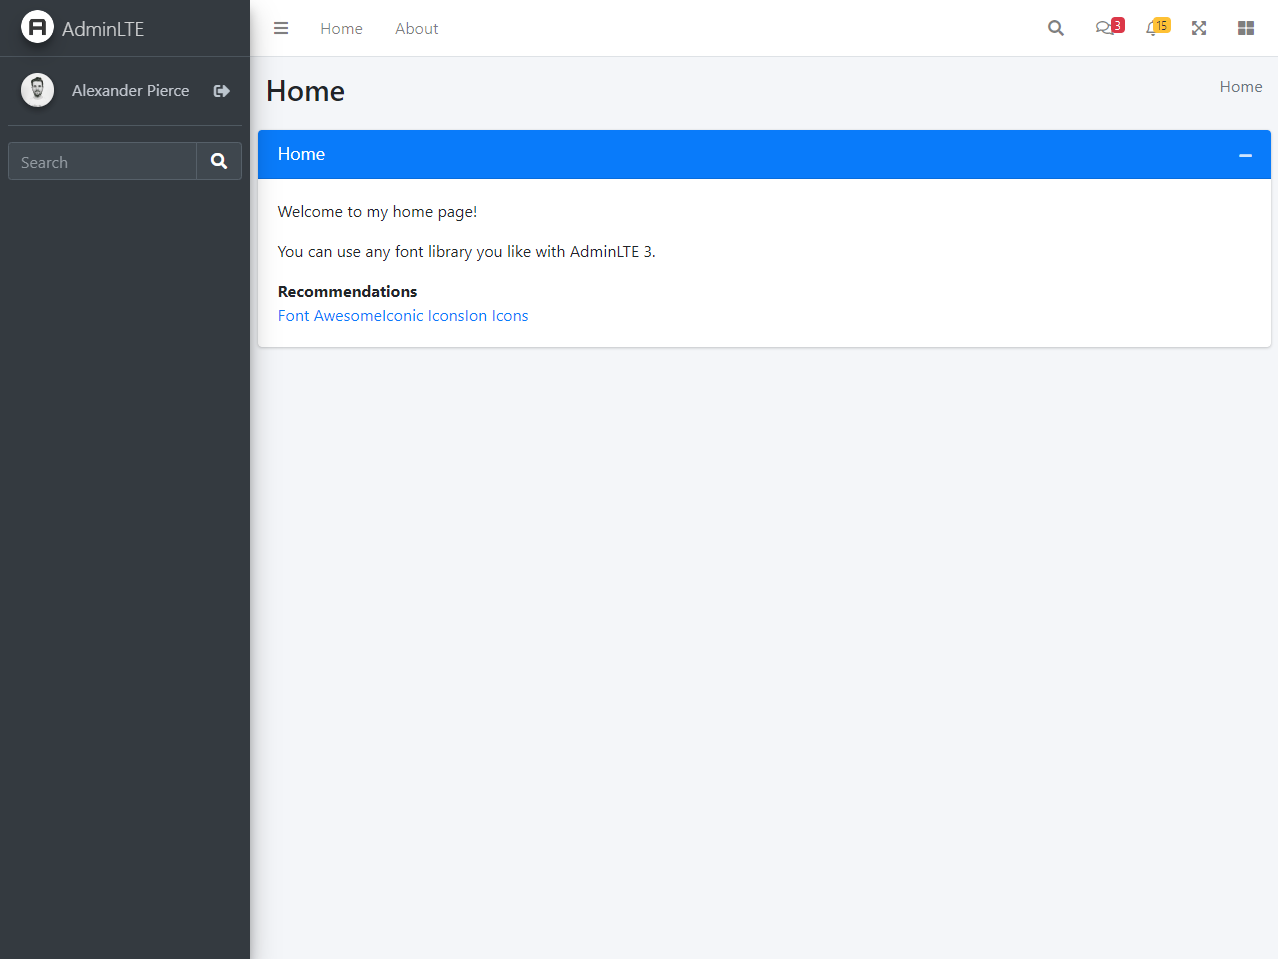 AdminLTE
Home
About
3
15
Alexander Pierce
Search
Home
Home
Home
Welcome to my home page!
You can use any font library you like with AdminLTE 3.
Recommendations
Font AwesomeIconic IconsIon Icons